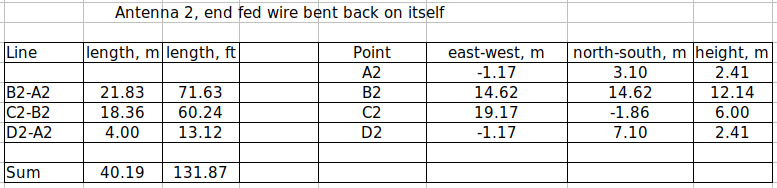 Antenna 2, end fed wire bent back on itself
Line length, m length, ft Point east-west, m north-south, m height, m
A2 -1.17 3.10 2.41
B2-A2 21.83 71.63 B2 14.62 14.62 12.14
C2-B2 18.36 60.24 C2 19.17 -1.86 6.00
D2-A2 4.00 13.12 D2 -1.17 7.10 2.41
Sum 40.19 131.87